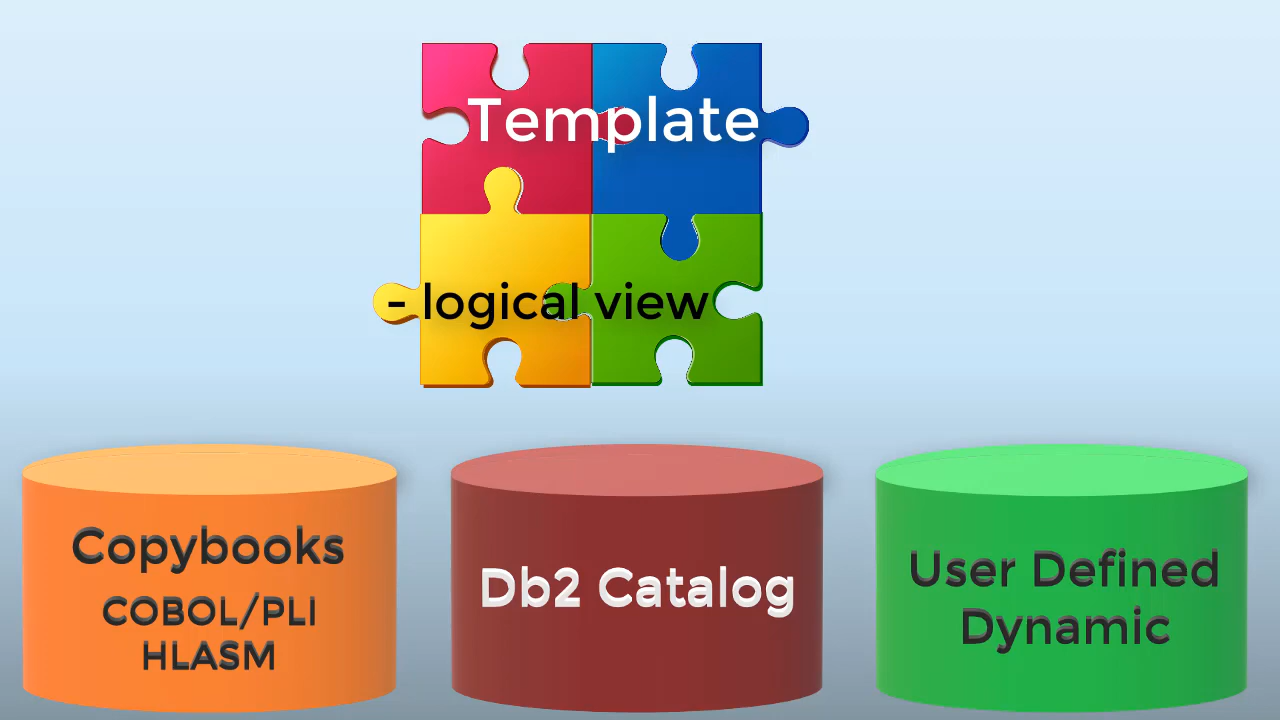 Template
- logical view
Copybooks
COBOL/PLI
HLASM
Db2 Catalog
User Defined
Dynamic